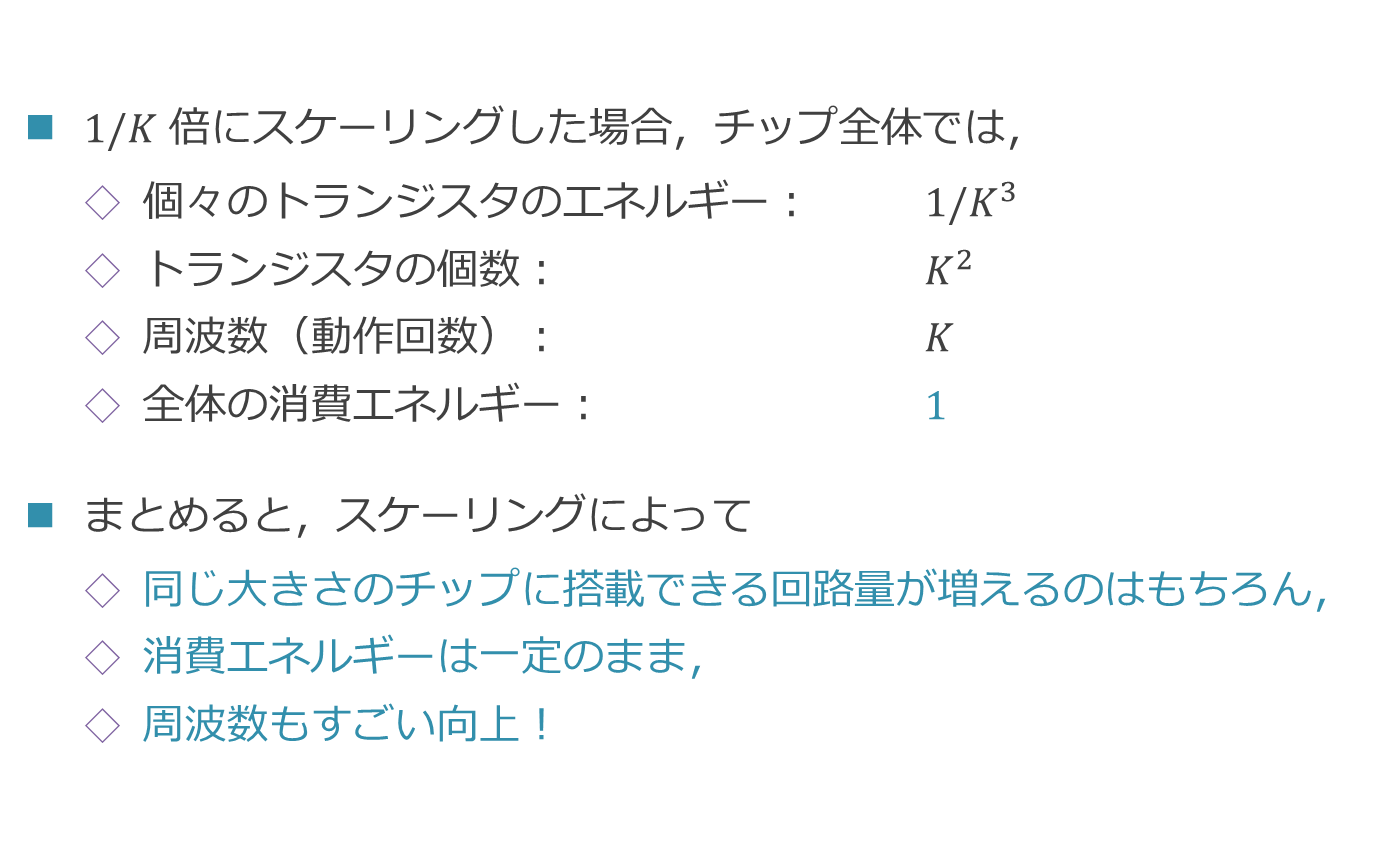 ■ 1/K 倍にスケーリングした場合，チップ全体では，
◇ 個々のトランジスタのエネルギー： 1/K³
◇ トランジスタの個数： K²
◇ 周波数（動作回数）： K
◇ 全体の消費エネルギー： 1
■ まとめると，スケーリングによって
◇ 同じ大きさのチップに搭載できる回路量が増えるのはもちろん，
◇ 消費エネルギーは一定のまま，
◇ 周波数もすごい向上！